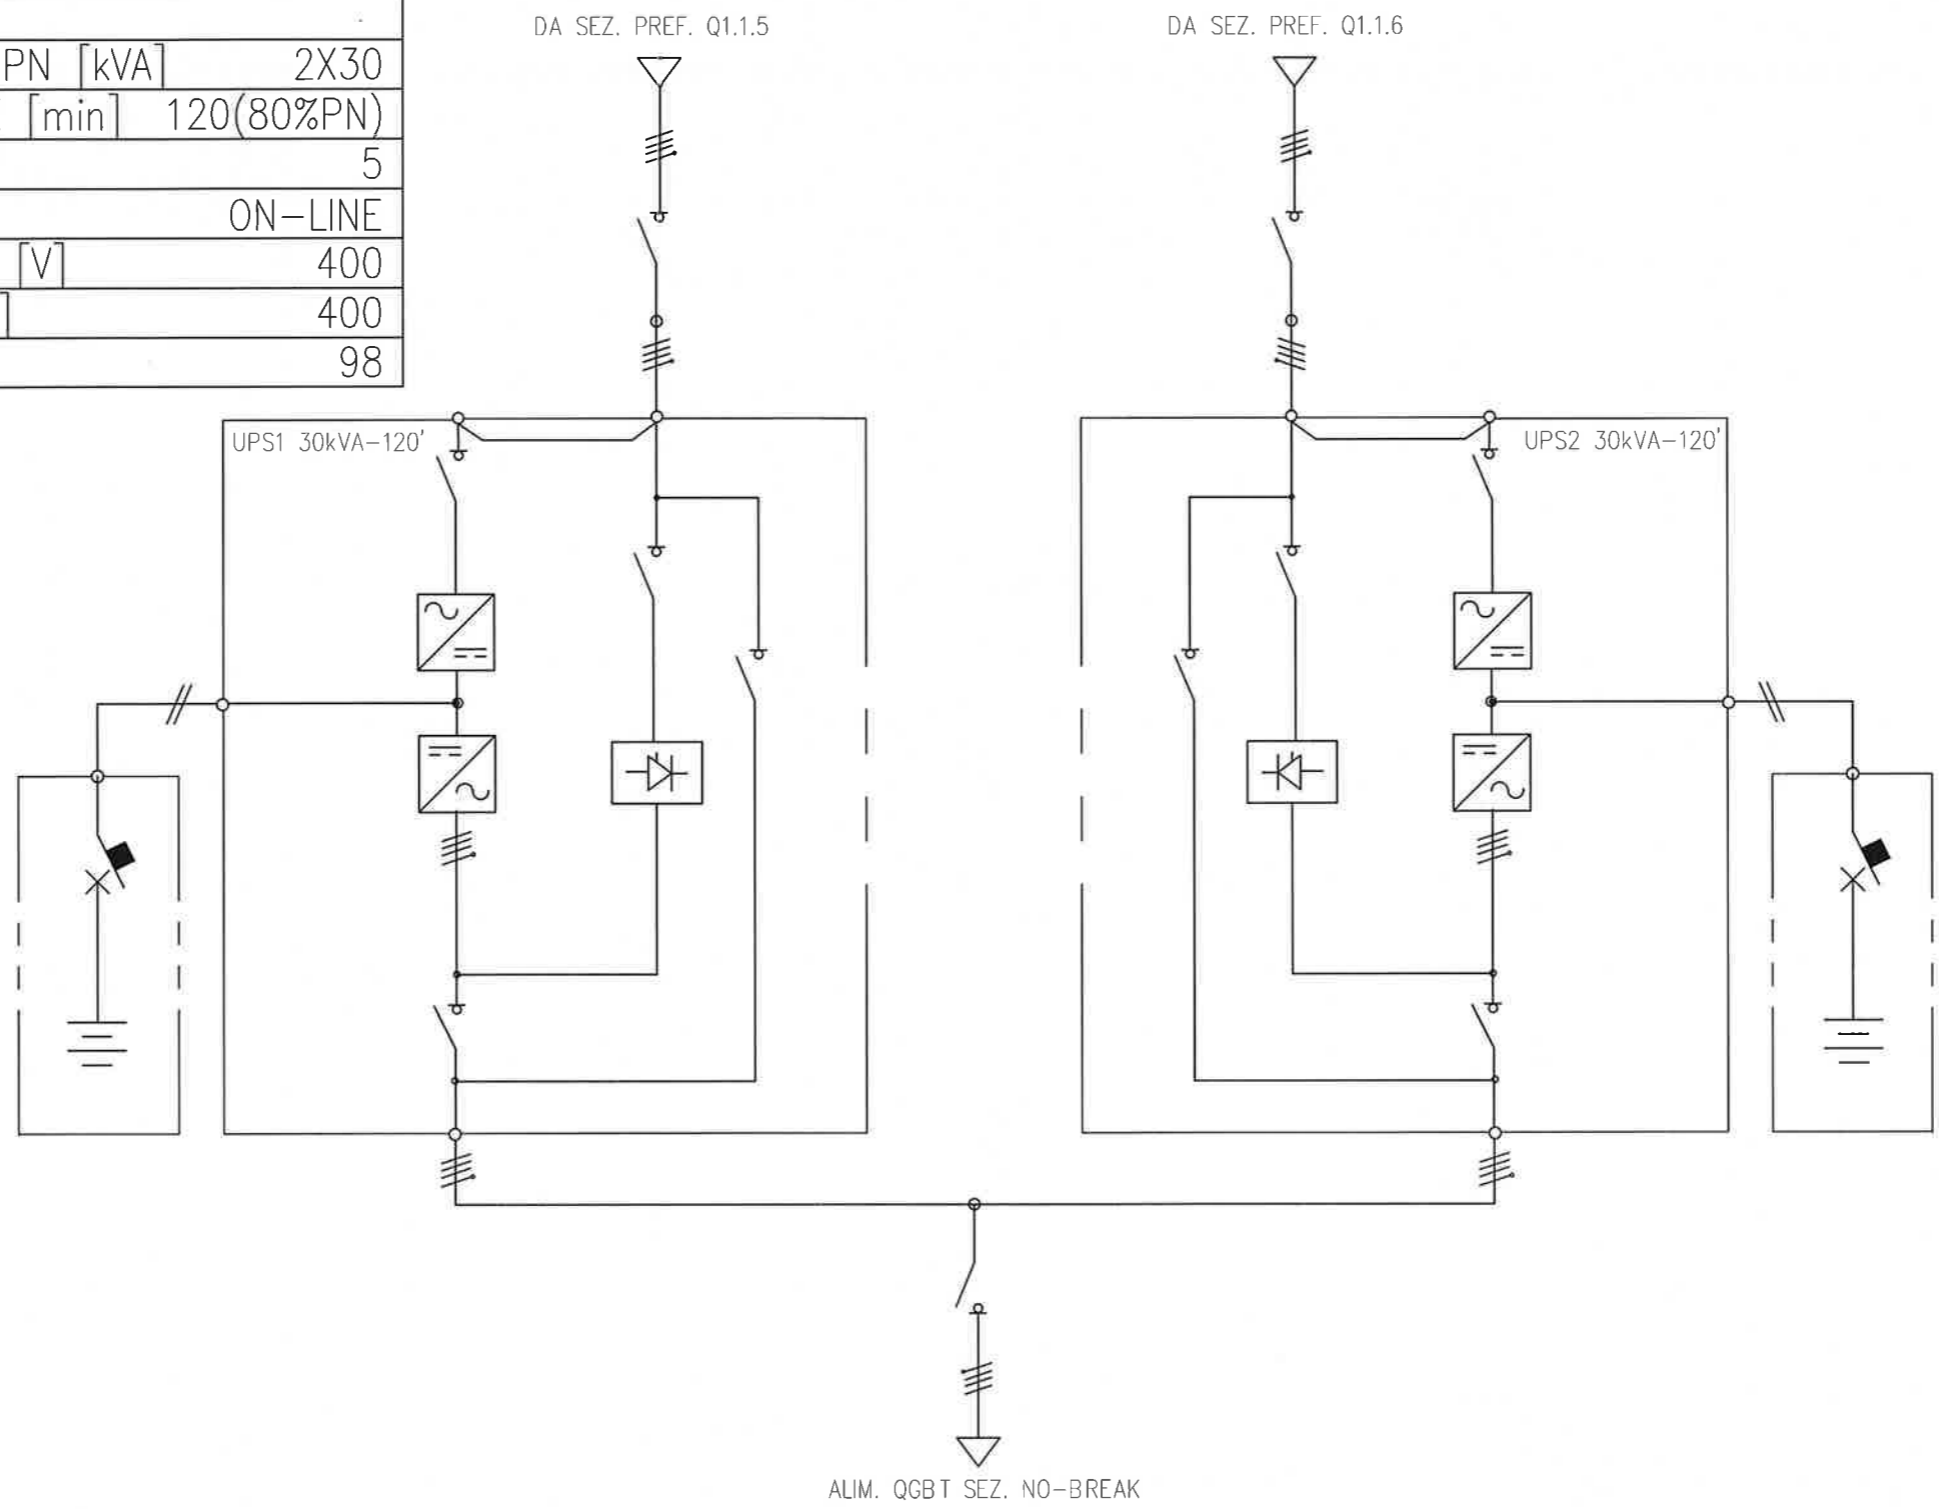 DA SEZ. PREF. Q1.1.5
DA SEZ. PREF. Q1.1.6
PN [kVA] 2X30
[min] 120(80%PN)
5
ON-LINE
[V] 400
400
98
UPS1 30kVA-120'
UPS2 30kVA-120'
ALIM. QGBT SEZ. NO-BREAK